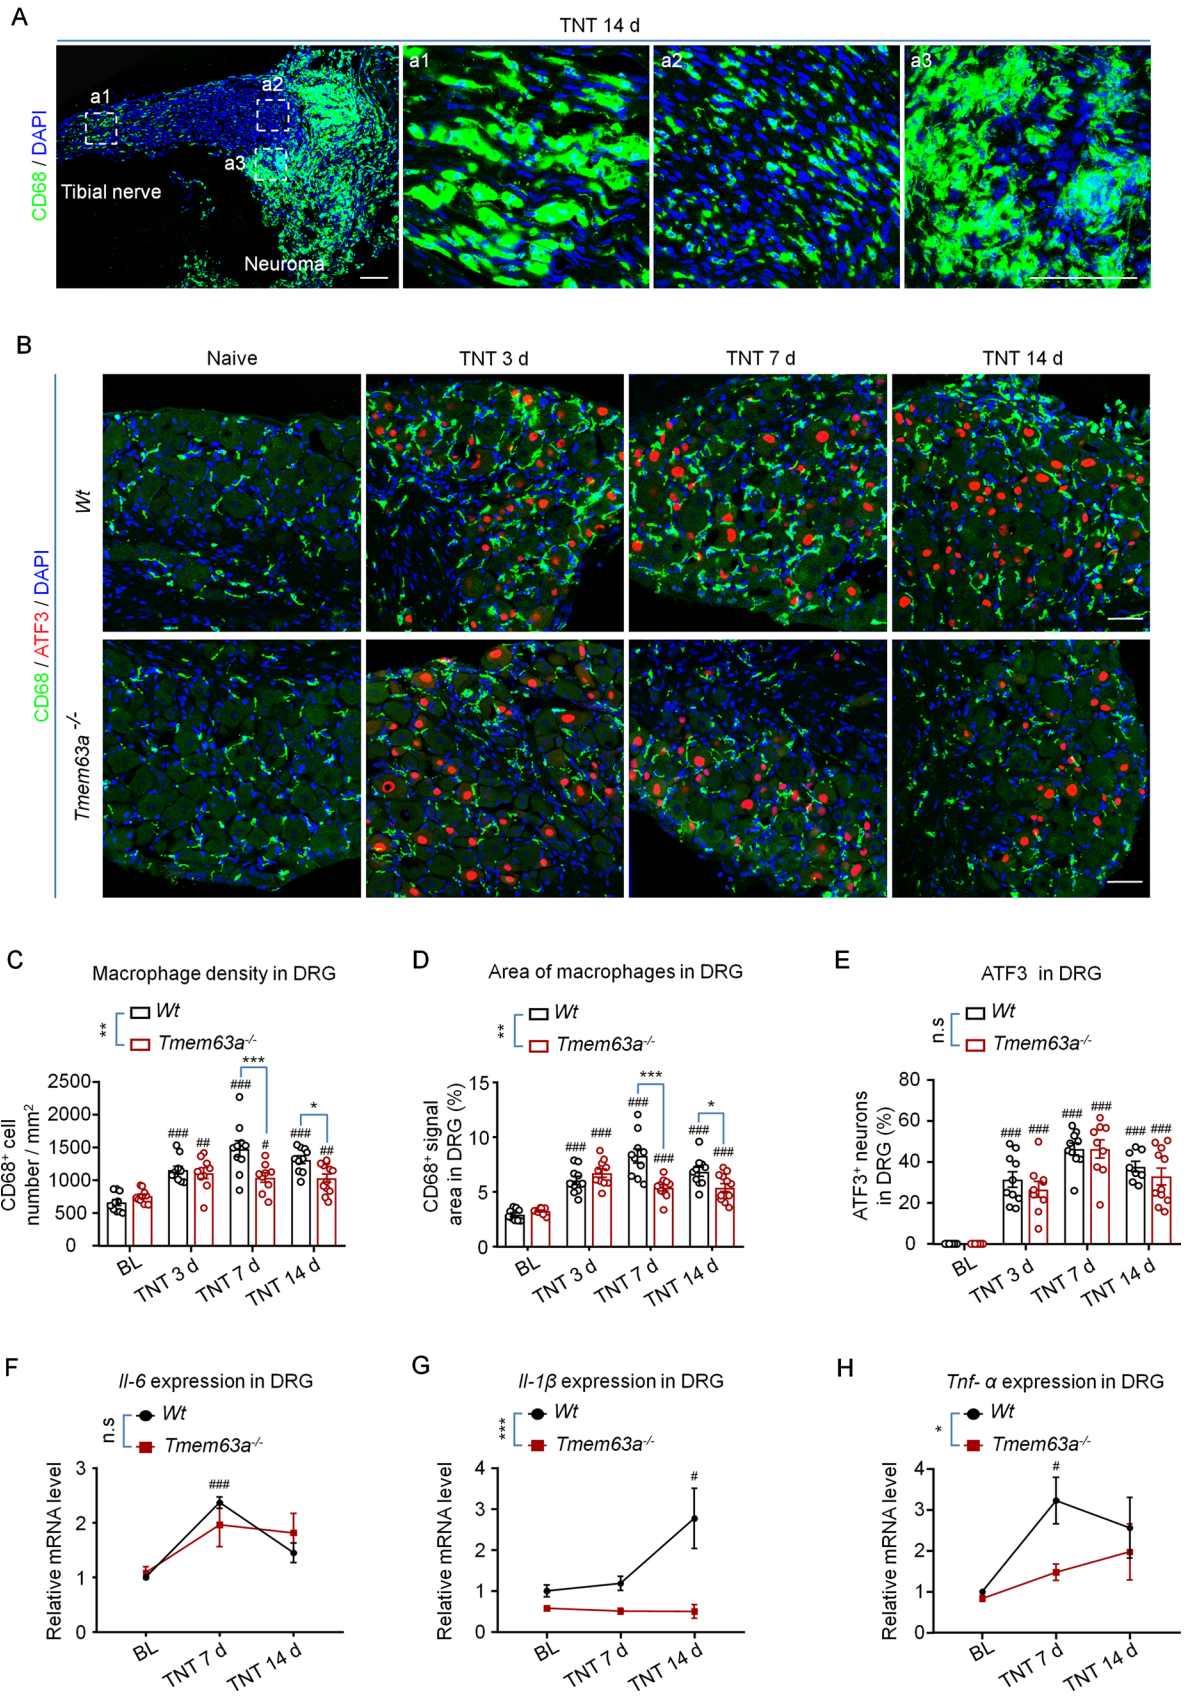 A
TNT 14 d
CD68 / DAPI
a1
a2
a3
Tibial nerve
Neuroma
a1
a2
a3
B
Naive
TNT 3 d
TNT 7 d
TNT 14 d
CD68 / ATF3 / DAPI
Wt
Tmem63a-/-
C
Macrophage density in DRG
**
Wt
Tmem63a-/-
CD68+ cell
number / mm2
2500
2000
1500
1000
500
0
###
##
###
***
#
###
*
##
BL
TNT 3 d
TNT 7 d
TNT 14 d
D
Area of macrophages in DRG
**
Wt
Tmem63a-/-
CD68+ signal
area in DRG (%)
15
10
5
0
###
###
###
***
###
###
*
###
BL
TNT 3 d
TNT 7 d
TNT 14 d
E
ATF3 in DRG
n.s
Wt
Tmem63a-/-
ATF3+ neurons
in DRG (%)
80
60
40
20
0
###
###
###
###
###
###
BL
TNT 3 d
TNT 7 d
TNT 14 d
F
Il-6 expression in DRG
n.s
Wt
Tmem63a-/-
Relative mRNA level
3
2
1
0
###
BL
TNT 7 d
TNT 14 d
G
Il-1β expression in DRG
***
Wt
Tmem63a-/-
Relative mRNA level
4
3
2
1
0
#
BL
TNT 7 d
TNT 14 d
H
Tnf- α expression in DRG
*
Wt
Tmem63a-/-
Relative mRNA level
4
3
2
1
0
#
BL
TNT 7 d
TNT 14 d